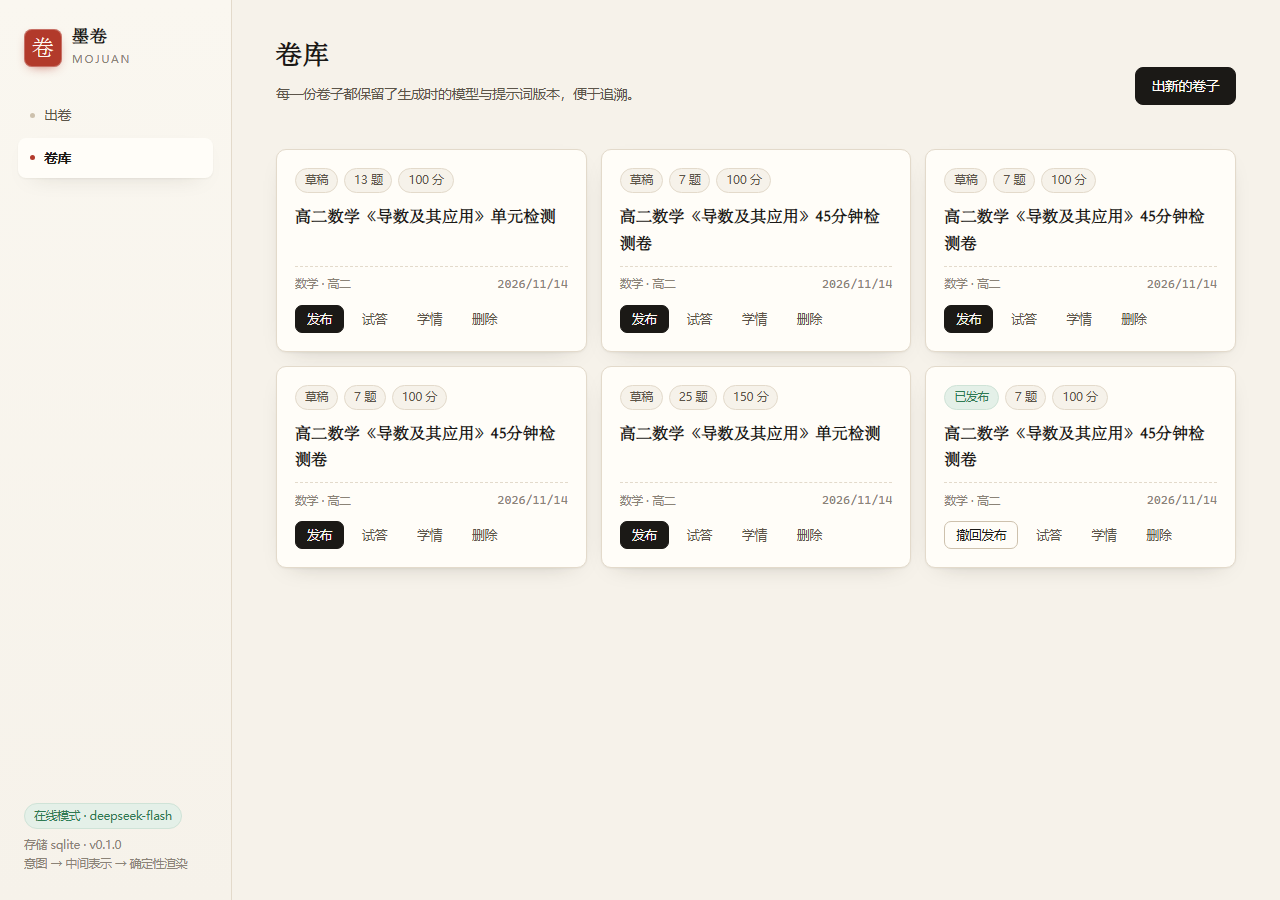 卷
墨卷
MOJUAN
出卷
卷库
在线模式 · deepseek-flash
存储 sqlite · v0.1.0
意图 → 中间表示 → 确定性渲染
卷库
每一份卷子都保留了生成时的模型与提示词版本，便于追溯。
出新的卷子
草稿 13 题 100 分
高二数学《导数及其应用》单元检测
数学 · 高二 2026/11/14
发布 试答 学情 删除
草稿 7 题 100 分
高二数学《导数及其应用》45分钟检
测卷
数学 · 高二 2026/11/14
发布 试答 学情 删除
草稿 7 题 100 分
高二数学《导数及其应用》45分钟检
测卷
数学 · 高二 2026/11/14
发布 试答 学情 删除
草稿 7 题 100 分
高二数学《导数及其应用》45分钟检
测卷
数学 · 高二 2026/11/14
发布 试答 学情 删除
草稿 25 题 150 分
高二数学《导数及其应用》单元检测
数学 · 高二 2026/11/14
发布 试答 学情 删除
已发布 7 题 100 分
高二数学《导数及其应用》45分钟检
测卷
数学 · 高二 2026/11/14
撤回发布 试答 学情 删除